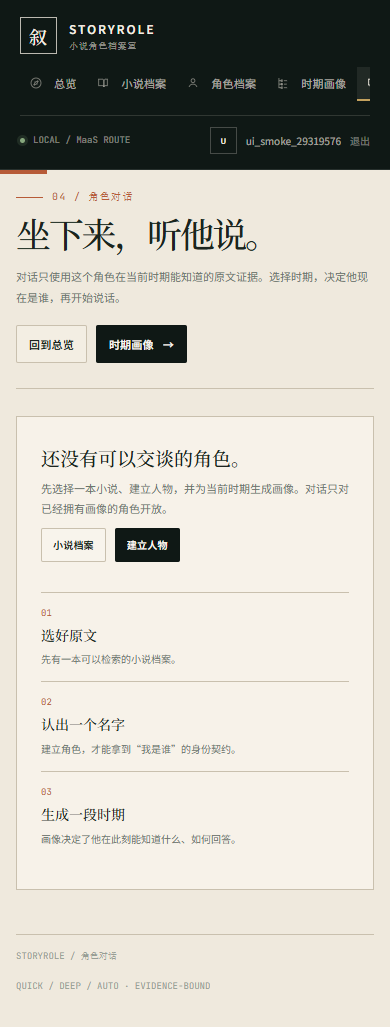 叙
STORYROLE
小说角色档案室
总览
小说档案
角色档案
时期画像
LOCAL / MaaS ROUTE
U
ui_smoke_29319576
退出
04 / 角色对话
坐下来，听他说。
对话只使用这个角色在当前时期能知道的原文证据。选择时期，决定他现
在是谁，再开始说话。
回到总览
时期画像 →
还没有可以交谈的角色。
先选择一本小说、建立人物，并为当前时期生成画像。对话只对
已经拥有画像的角色开放。
小说档案
建立人物
01
选好原文
先有一本可以检索的小说档案。
02
认出一个名字
建立角色，才能拿到“我是谁”的身份契约。
03
生成一段时期
画像决定了他在此刻能知道什么、如何回答。
STORYROLE / 角色对话
QUICK / DEEP / AUTO · EVIDENCE-BOUND